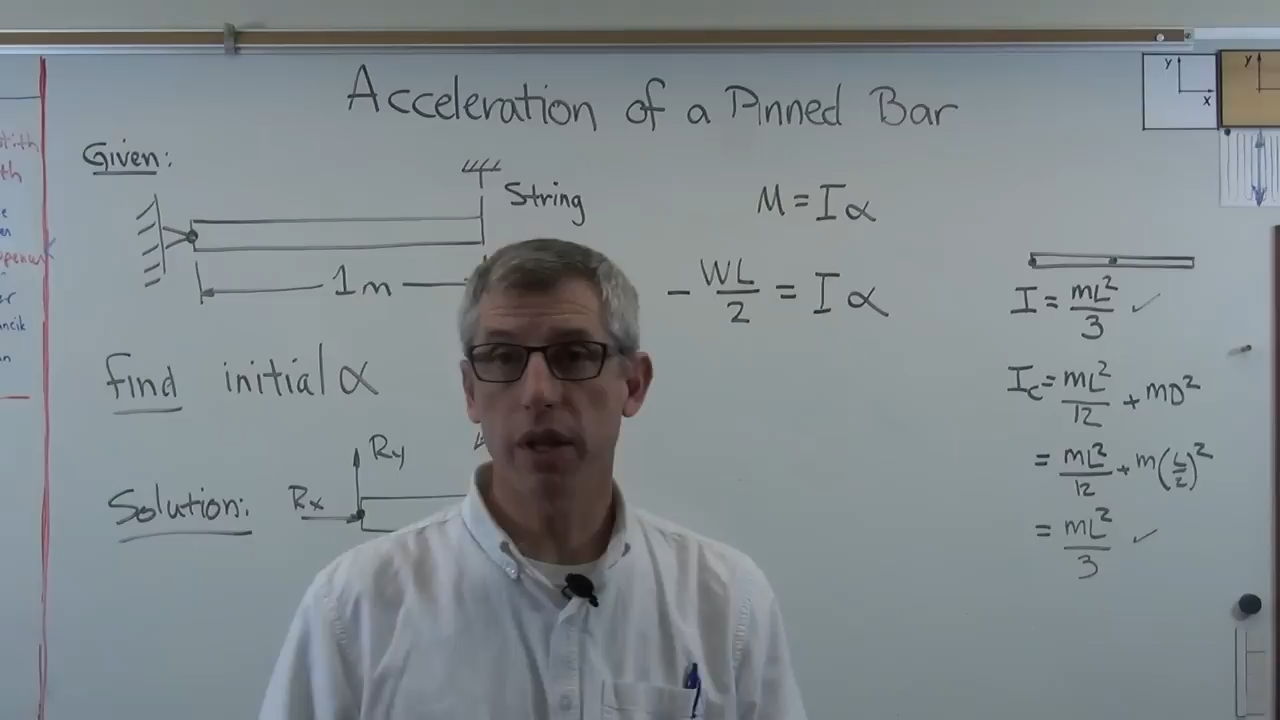 Acceleration of a Pinned Bar
Given:
String
1m
find initial α
Solution:
Rx
Ry
M = Iα
- WL/2 = Iα
I = mL²/3 ✓
Ic = mL²/12 + mD²
= mL²/12 + m(L/2)²
= mL²/3 ✓
y
x
y